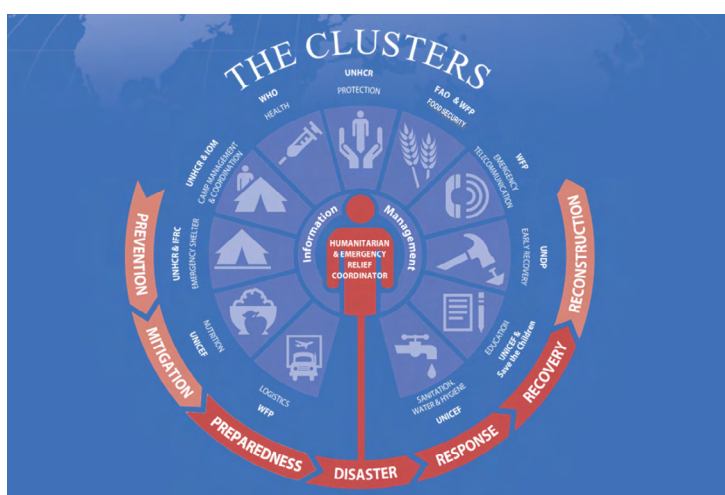 THE CLUSTERS
UNHCR
PROTECTION
FAO & WFP
FOOD SECURITY
WFP
EMERGENCY
TELECOMMUNICATION
UNDP
EARLY RECOVERY
EDUCATION
UNICEF &
Save the Children
SANITATION,
WATER & HYGIENE
UNICEF
LOGISTICS
WFP
NUTRITION
UNICEF
UNHCR & IFRC
EMERGENCY SHELTER
UNHCR & IOM
CAMP MANAGEMENT
& COORDINATION
WHO
HEALTH
Information
Management
HUMANITARIAN
& EMERGENCY
RELIEF
COORDINATOR
PREVENTION
MITIGATION
PREPAREDNESS
DISASTER
RESPONSE
RECOVERY
RECONSTRUCTION